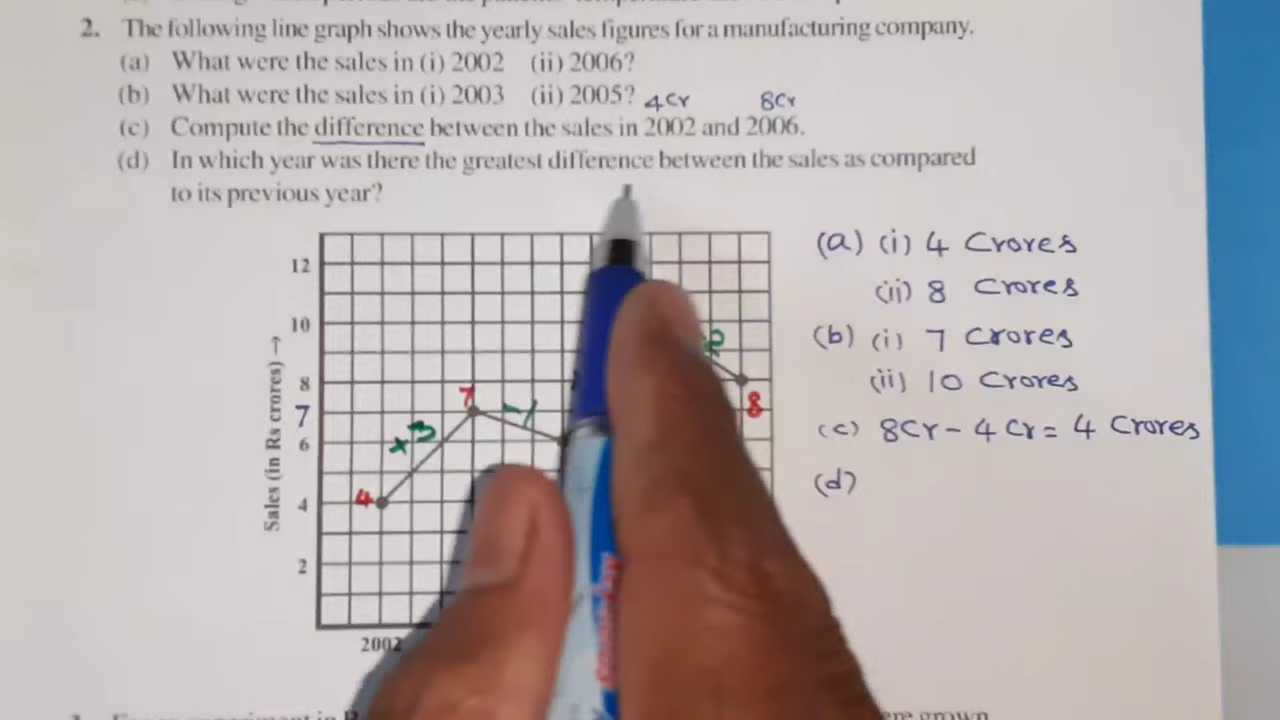 2. The following line graph shows the yearly sales figures for a manufacturing company.
(a) What were the sales in (i) 2002 (ii) 2006?
(b) What were the sales in (i) 2003 (ii) 2005?
4Cr 8Cr
(c) Compute the difference between the sales in 2002 and 2006.
(d) In which year was there the greatest difference between the sales as compared
to its previous year?
(a) (i) 4 Crores
(ii) 8 Crores
(b) (i) 7 Crores
(ii) 10 Crores
(c) 8Cr - 4 Cr = 4 Crores
(d)
Sales (in Rs crores) →
12
10
8
7
6
4
2
4
+3
7
-1
8
2002